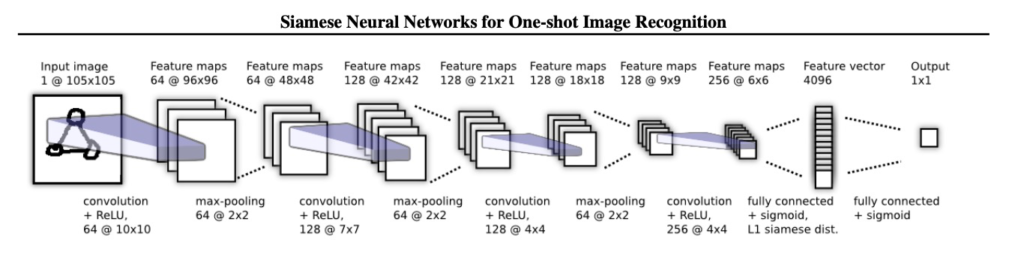 Siamese Neural Networks for One-shot Image Recognition
Input image
1 @ 105x105
Feature maps
64 @ 96x96
Feature maps
64 @ 48x48
Feature maps
128 @ 42x42
Feature maps
128 @ 21x21
Feature maps
128 @ 18x18
Feature maps
128 @ 9x9
Feature maps
256 @ 6x6
Feature vector
4096
Output
1x1
convolution
+ ReLU,
64 @ 10x10
max-pooling
64 @ 2x2
convolution
+ ReLU,
128 @ 7x7
max-pooling
64 @ 2x2
convolution
+ ReLU,
128 @ 4x4
max-pooling
64 @ 2x2
convolution
+ ReLU,
256 @ 4x4
fully connected
+ sigmoid,
L1 siamese dist.
fully connected
+ sigmoid